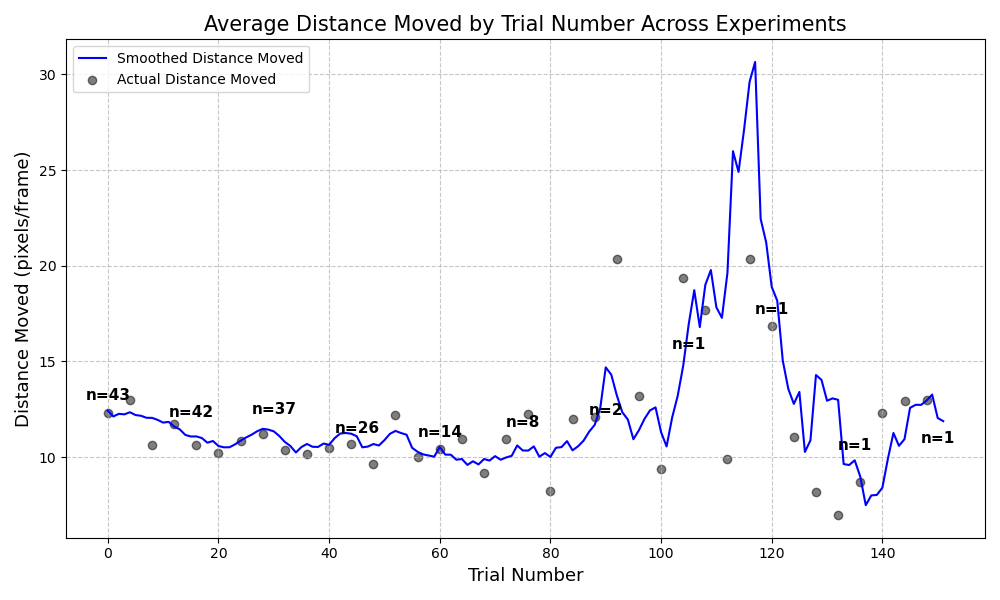 Average Distance Moved by Trial Number Across Experiments
Smoothed Distance Moved
Actual Distance Moved
Distance Moved (pixels/frame)
30
25
20
15
10
n=43
n=42
n=37
n=26
n=14
n=8
n=2
n=1
n=1
n=1
n=1
0 20 40 60 80 100 120 140
Trial Number